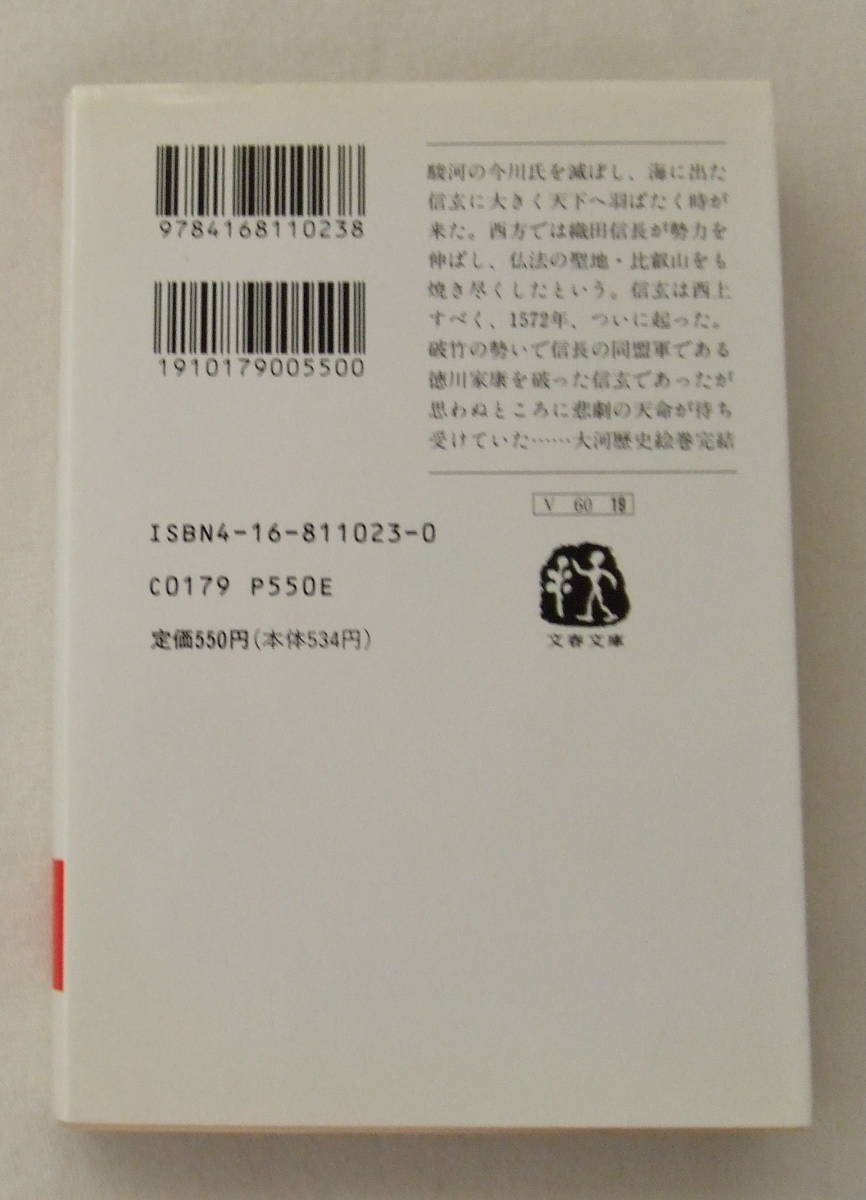 9784168110238
1910179005500
駿河の今川氏を滅ぼし、海に出た
信玄に大きく天下へ羽ばたく時が
来た。西方では織田信長が勢力を
伸ばし、仏法の聖地・比叡山をも
焼き尽くしたという。信玄は西上
すべく、1572年、ついに起った。
破竹の勢いで信長の同盟軍である
徳川家康を破った信玄であったが
思わぬところに悲劇の天命が待ち
受けていた……大河歴史絵巻完結
V 60 19
文春文庫
ISBN4-16-811023-0
C0179 P550E
定価550円(本体534円)